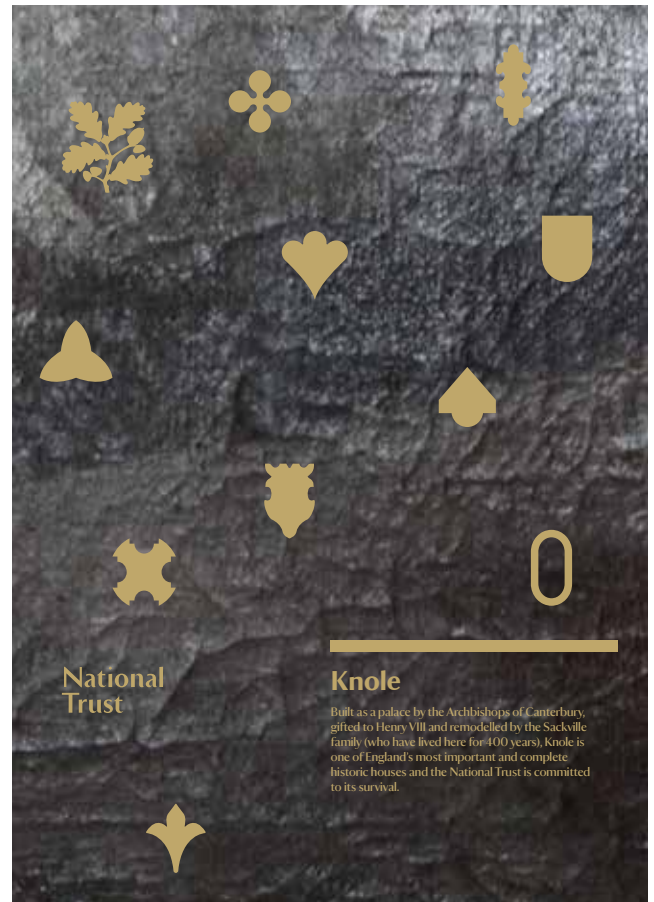 National
Trust
Knole
Built as a palace by the Archbishops of Canterbury,
gifted to Henry VIII and remodelled by the Sackville
family (who have lived here for 400 years), Knole is
one of England's most important and complete
historic houses and the National Trust is committed
to its survival.